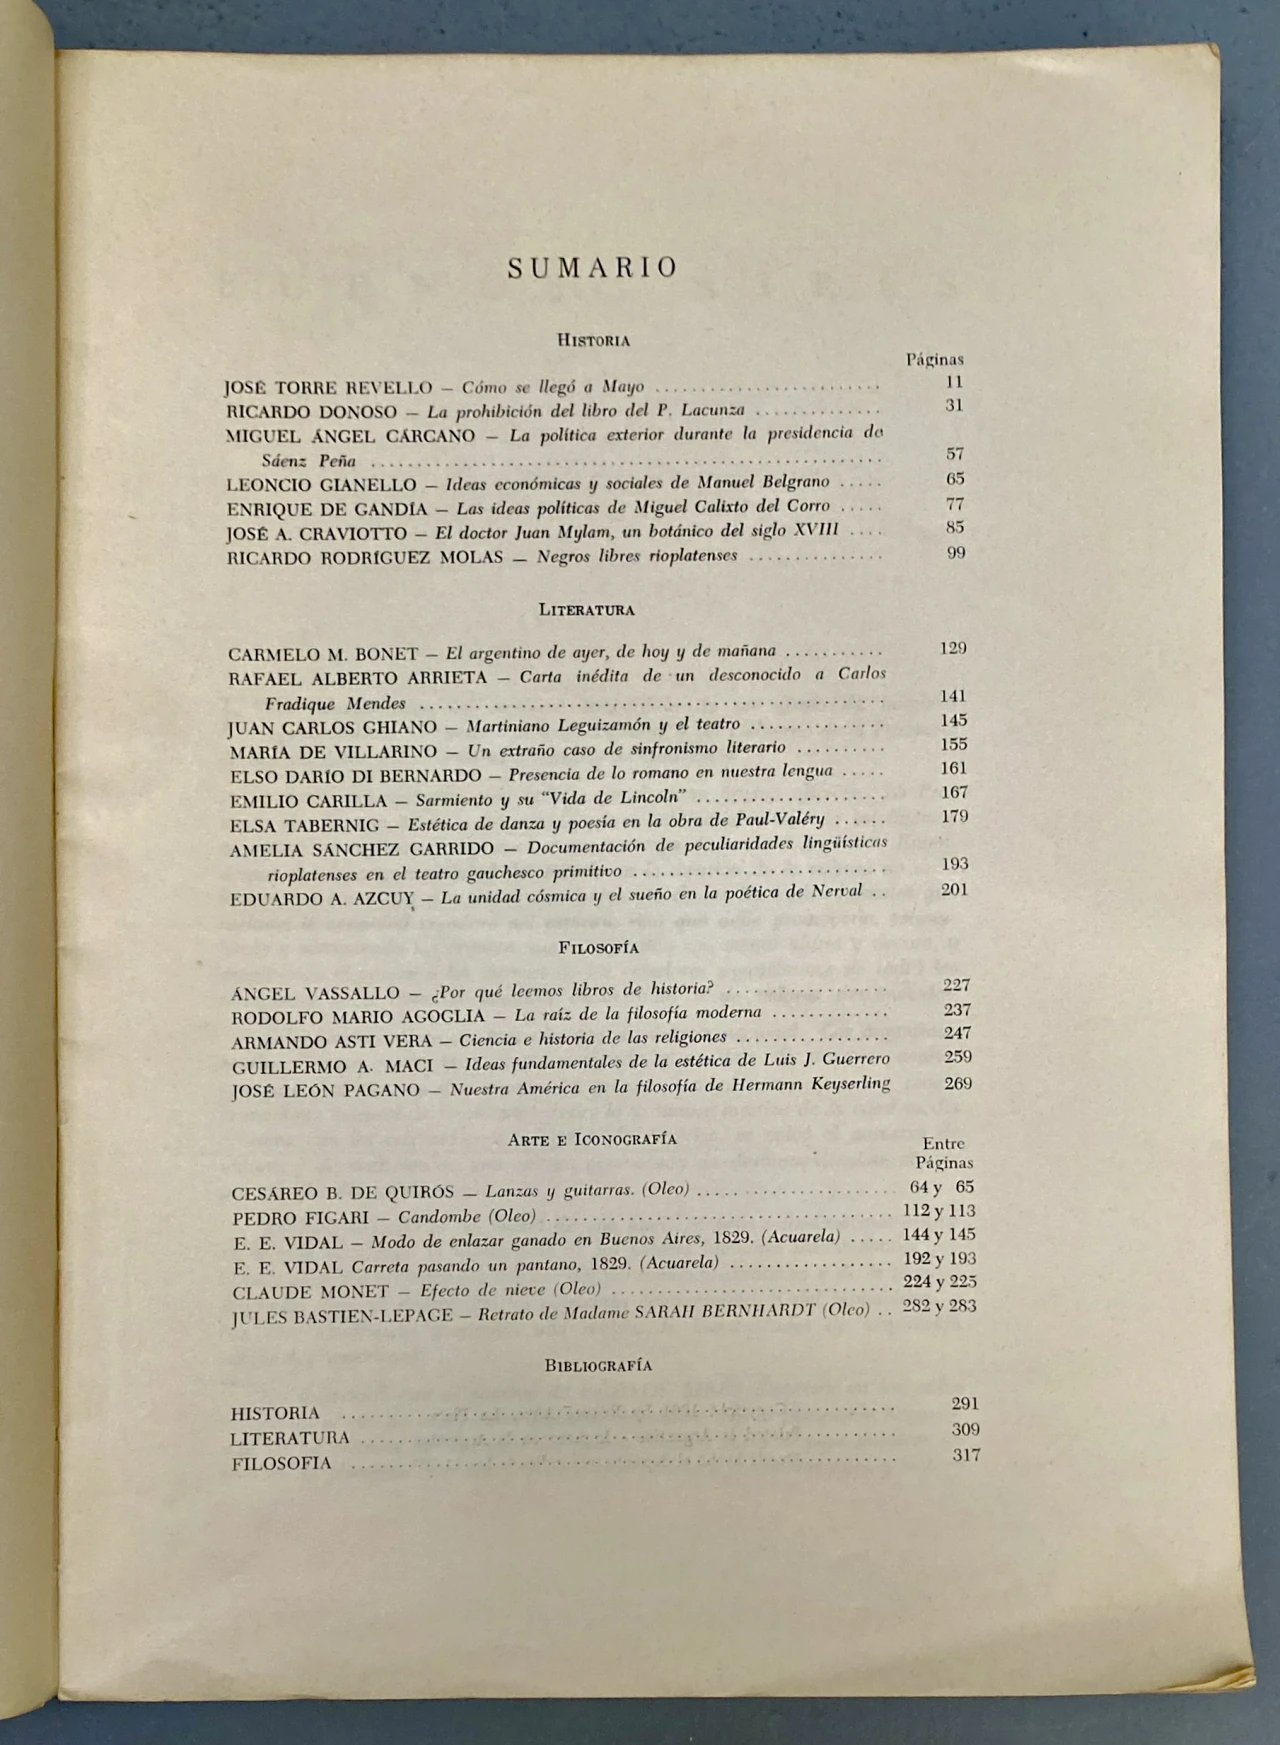 SUMARIO
HISTORIA
Páginas
JOSÉ TORRE REVELLO — Cómo se llegó a Mayo ........................ 11
RICARDO DONOSO — La prohibición del libro del P. Lacunza .............. 31
MIGUEL ÁNGEL CÁRCANO — La política exterior durante la presidencia de
Sáenz Peña ...................................................... 57
LEONCIO GIANELLO — Ideas económicas y sociales de Manuel Belgrano ..... 65
ENRIQUE DE GANDÍA — Las ideas políticas de Miguel Calixto del Corro ..... 77
JOSÉ A. CRAVIOTTO — El doctor Juan Mylam, un botánico del siglo XVIII .... 85
RICARDO RODRÍGUEZ MOLAS — Negros libres rioplatenses ............... 99
LITERATURA
CARMELO M. BONET — El argentino de ayer, de hoy y de mañana ........... 129
RAFAEL ALBERTO ARRIETA — Carta inédita de un desconocido a Carlos
Fradique Mendes .................................................. 141
JUAN CARLOS GHIANO — Martiniano Leguizamón y el teatro ............... 145
MARÍA DE VILLARINO — Un extraño caso de sinfronismo literario .......... 155
ELSO DARÍO DI BERNARDO — Presencia de lo romano en nuestra lengua ..... 161
EMILIO CARILLA — Sarmiento y su "Vida de Lincoln" ..................... 167
ELSA TABERNIG — Estética de danza y poesía en la obra de Paul-Valéry ...... 179
AMELIA SÁNCHEZ GARRIDO — Documentación de peculiaridades lingüísticas
rioplatenses en el teatro gauchesco primitivo ........................... 193
EDUARDO A. AZCUY — La unidad cósmica y el sueño en la poética de Nerval .. 201
FILOSOFÍA
ÁNGEL VASSALLO — ¿Por qué leemos libros de historia? .................. 227
RODOLFO MARIO AGOGLIA — La raíz de la filosofía moderna ............. 237
ARMANDO ASTI VERA — Ciencia e historia de las religiones ................. 247
GUILLERMO A. MACI — Ideas fundamentales de la estética de Luis J. Guerrero 259
JOSÉ LEÓN PAGANO — Nuestra América en la filosofía de Hermann Keyserling 269
ARTE E ICONOGRAFÍA
Entre
Páginas
CESÁREO B. DE QUIRÓS — Lanzas y guitarras. (Oleo) ...................... 64 y 65
PEDRO FIGARI — Candombe (Oleo) ..................................... 112 y 113
E. E. VIDAL — Modo de enlazar ganado en Buenos Aires, 1829. (Acuarela) ..... 144 y 145
E. E. VIDAL Carreta pasando un pantano, 1829. (Acuarela) .................. 192 y 193
CLAUDE MONET — Efecto de nieve (Oleo) .............................. 224 y 225
JULES BASTIEN-LEPAGE — Retrato de Madame SARAH BERNHARDT (Oleo) .. 282 y 283
BIBLIOGRAFÍA
HISTORIA ........................................................ 291
LITERATURA ...................................................... 309
FILOSOFIA ....................................................... 317